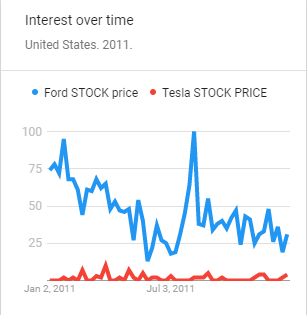 Interest over time
United States. 2011.
Ford STOCK price Tesla STOCK PRICE
100
75
50
25
Jan 2, 2011 Jul 3, 2011